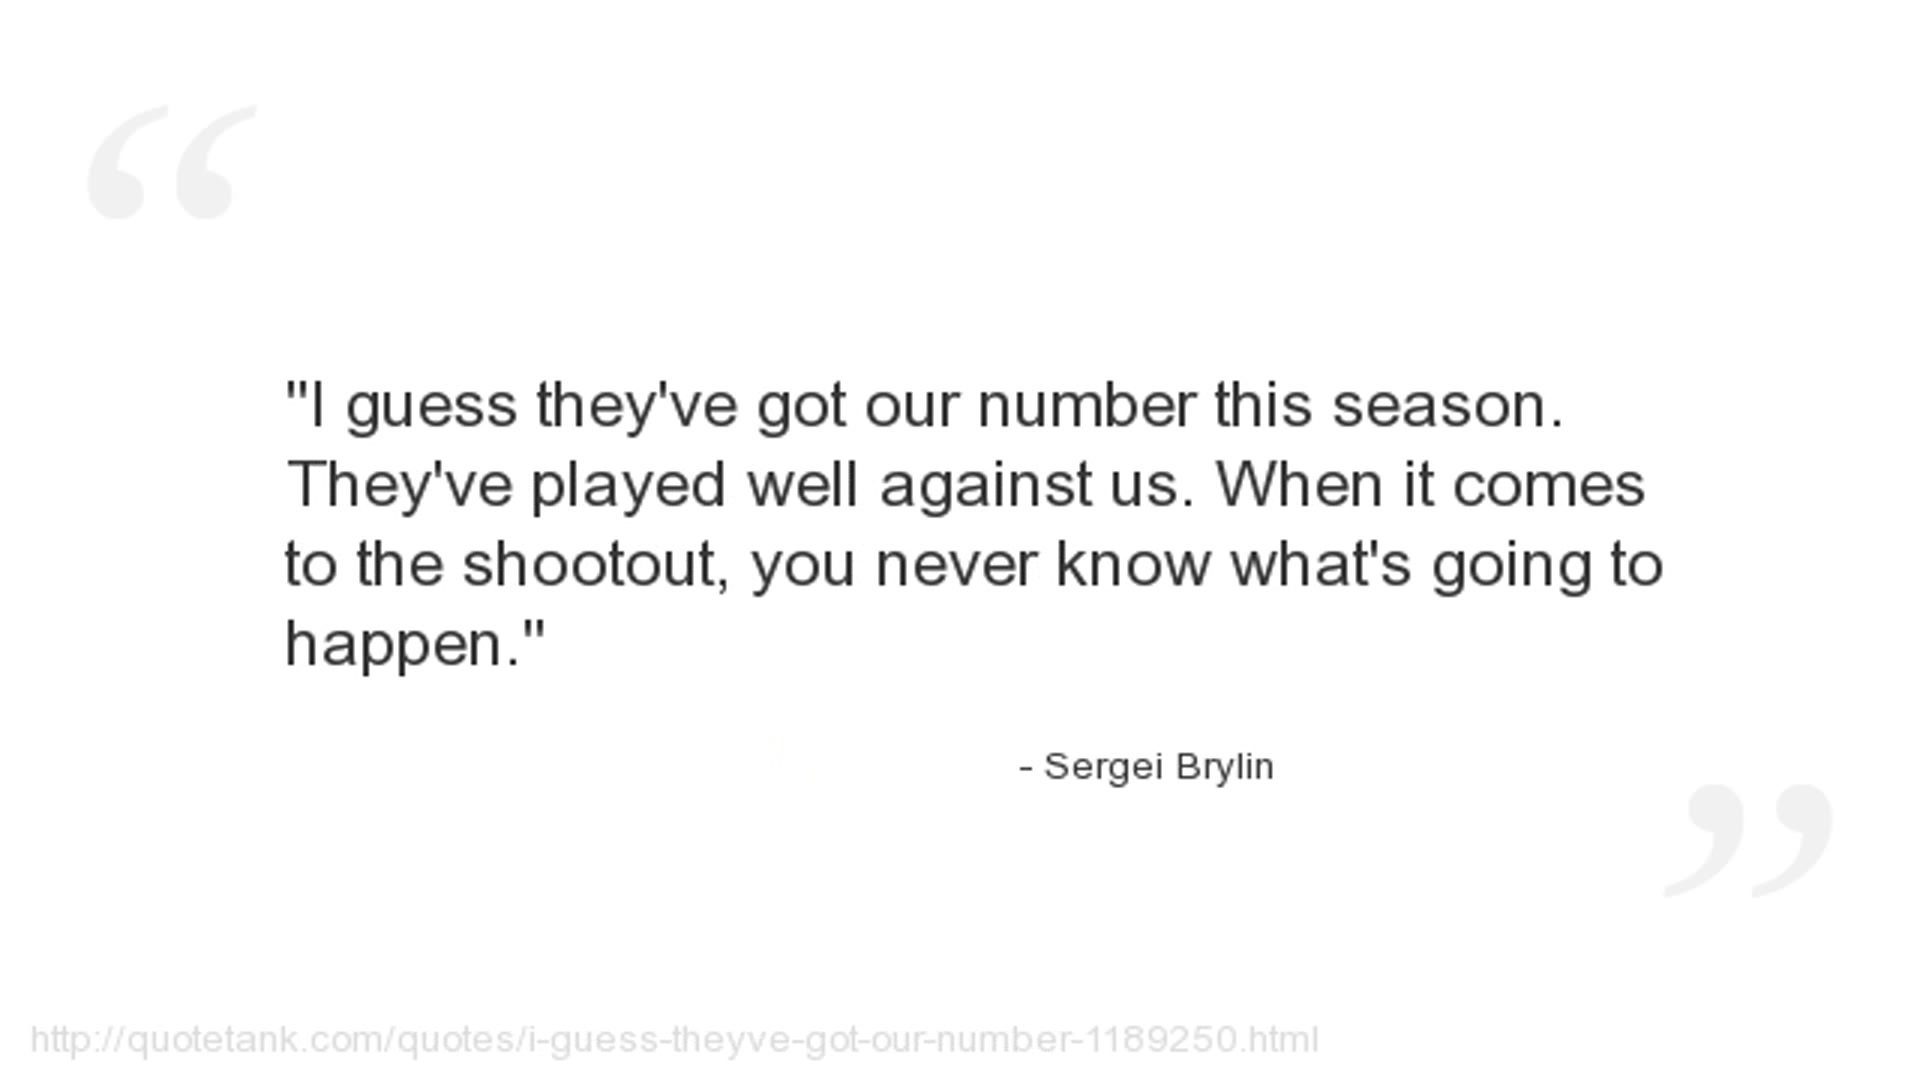 "I guess they've got our number this season.
They've played well against us. When it comes
to the shootout, you never know what's going to
happen."
- Sergei Brylin
http://quotetank.com/quotes/i-guess-theyve-got-our-number-1189250.html